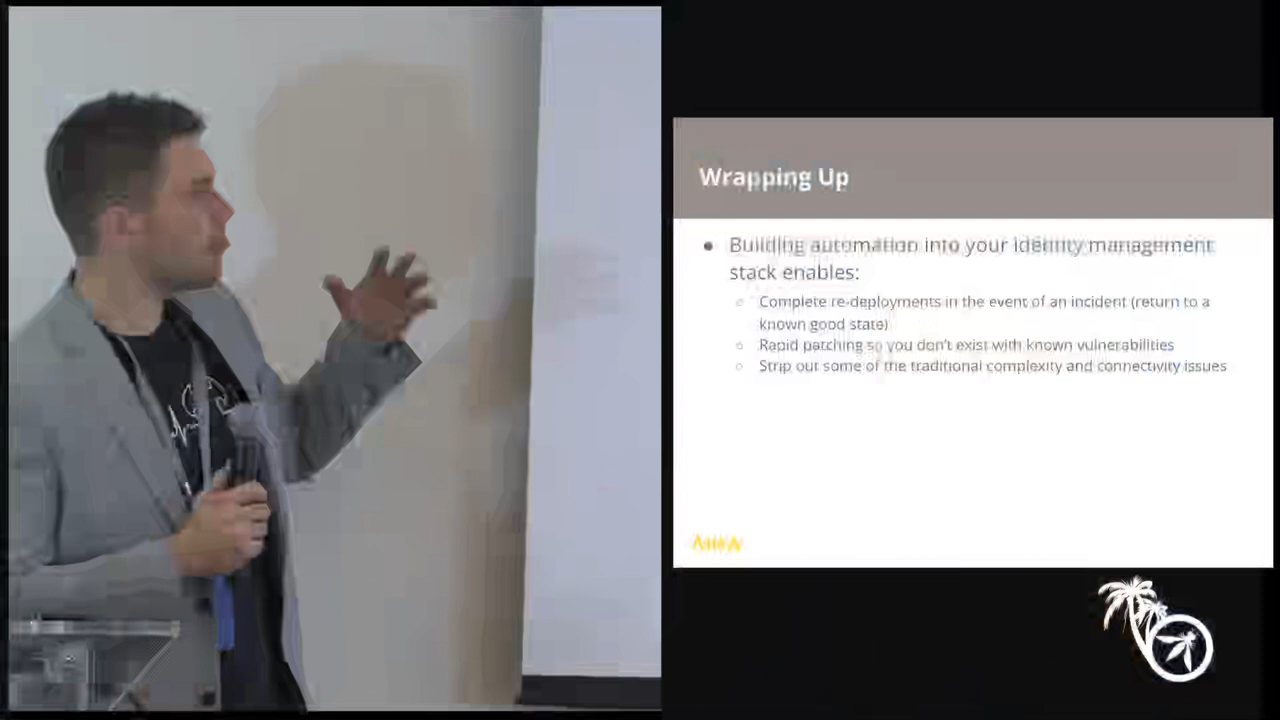 Wrapping Up
Building automation into your identity management
stack enables:
Complete re-deployments in the event of an incident (return to a
known good state)
Rapid patching so you don't exist with known vulnerabilities
Strip out some of the traditional complexity and connectivity issues